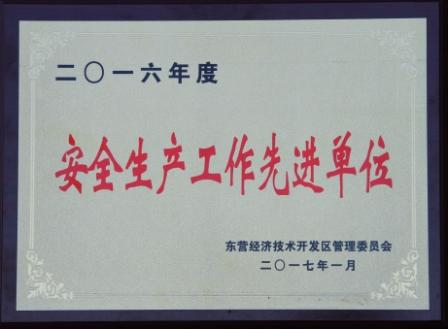 二〇一六年度
安全生产工作先进单位
东营经济技术开发区管理委员会
二〇一七年一月